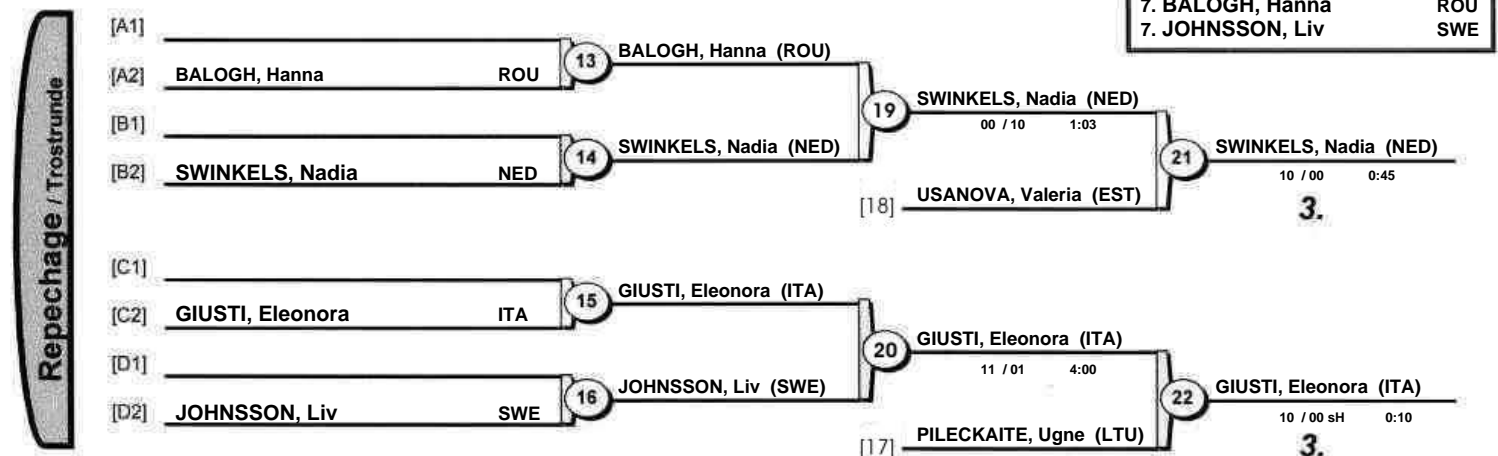 7. BALOGH, Hanna ROU
7. JOHNSSON, Liv SWE
Repechage / Trostrunde
[A1]
[A2] BALOGH, Hanna ROU
13
BALOGH, Hanna (ROU)
[B1]
[B2] SWINKELS, Nadia NED
14
SWINKELS, Nadia (NED)
19
SWINKELS, Nadia (NED)
00 / 10 1:03
[18] USANOVA, Valeria (EST)
21
SWINKELS, Nadia (NED)
10 / 00 0:45
3.
[C1]
[C2] GIUSTI, Eleonora ITA
15
GIUSTI, Eleonora (ITA)
[D1]
[D2] JOHNSSON, Liv SWE
16
JOHNSSON, Liv (SWE)
20
GIUSTI, Eleonora (ITA)
11 / 01 4:00
[17] PILECKAITE, Ugne (LTU)
22
GIUSTI, Eleonora (ITA)
10 / 00 sH 0:10
3.